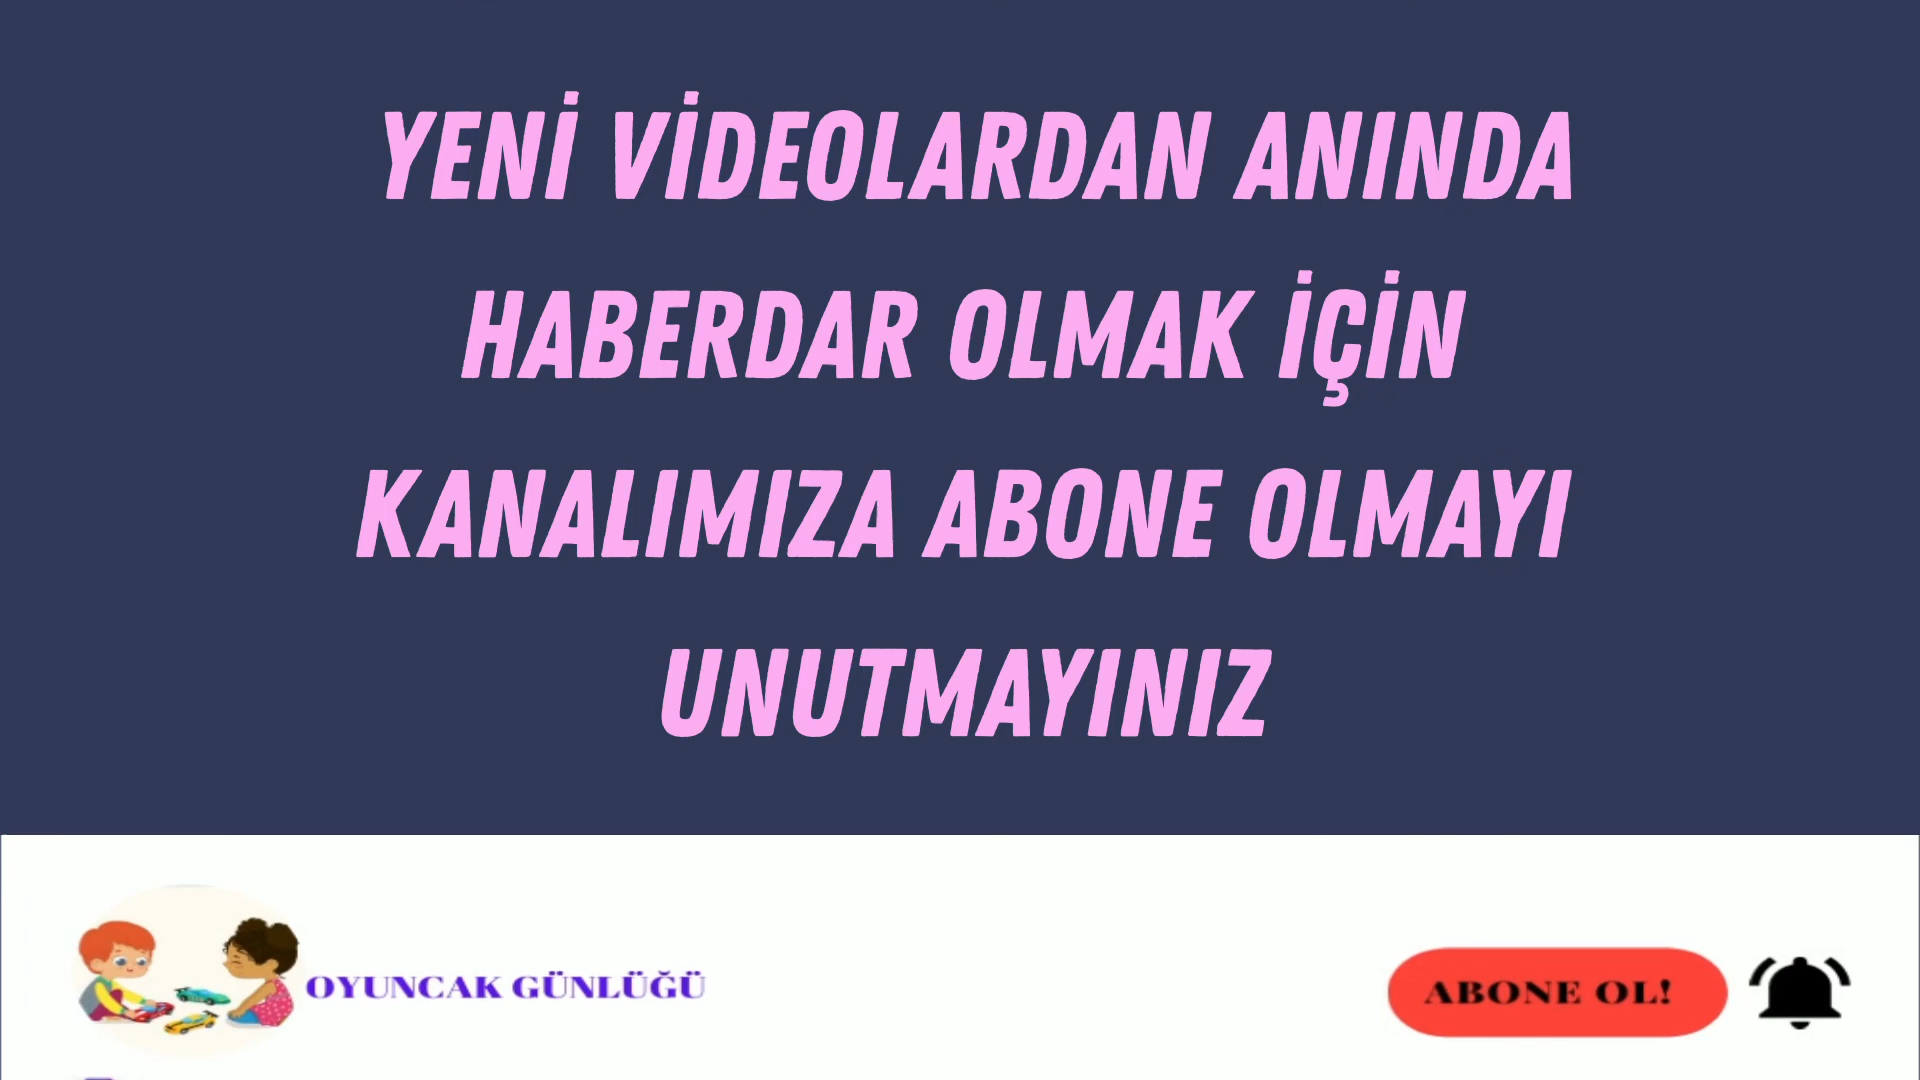 YENİ VİDEOLARDAN ANINDA
HABERDAR OLMAK İÇİN
KANALIMIZA ABONE OLMAYI
UNUTMAYINIZ
OYUNCAK GÜNLÜĞÜ
ABONE OL!